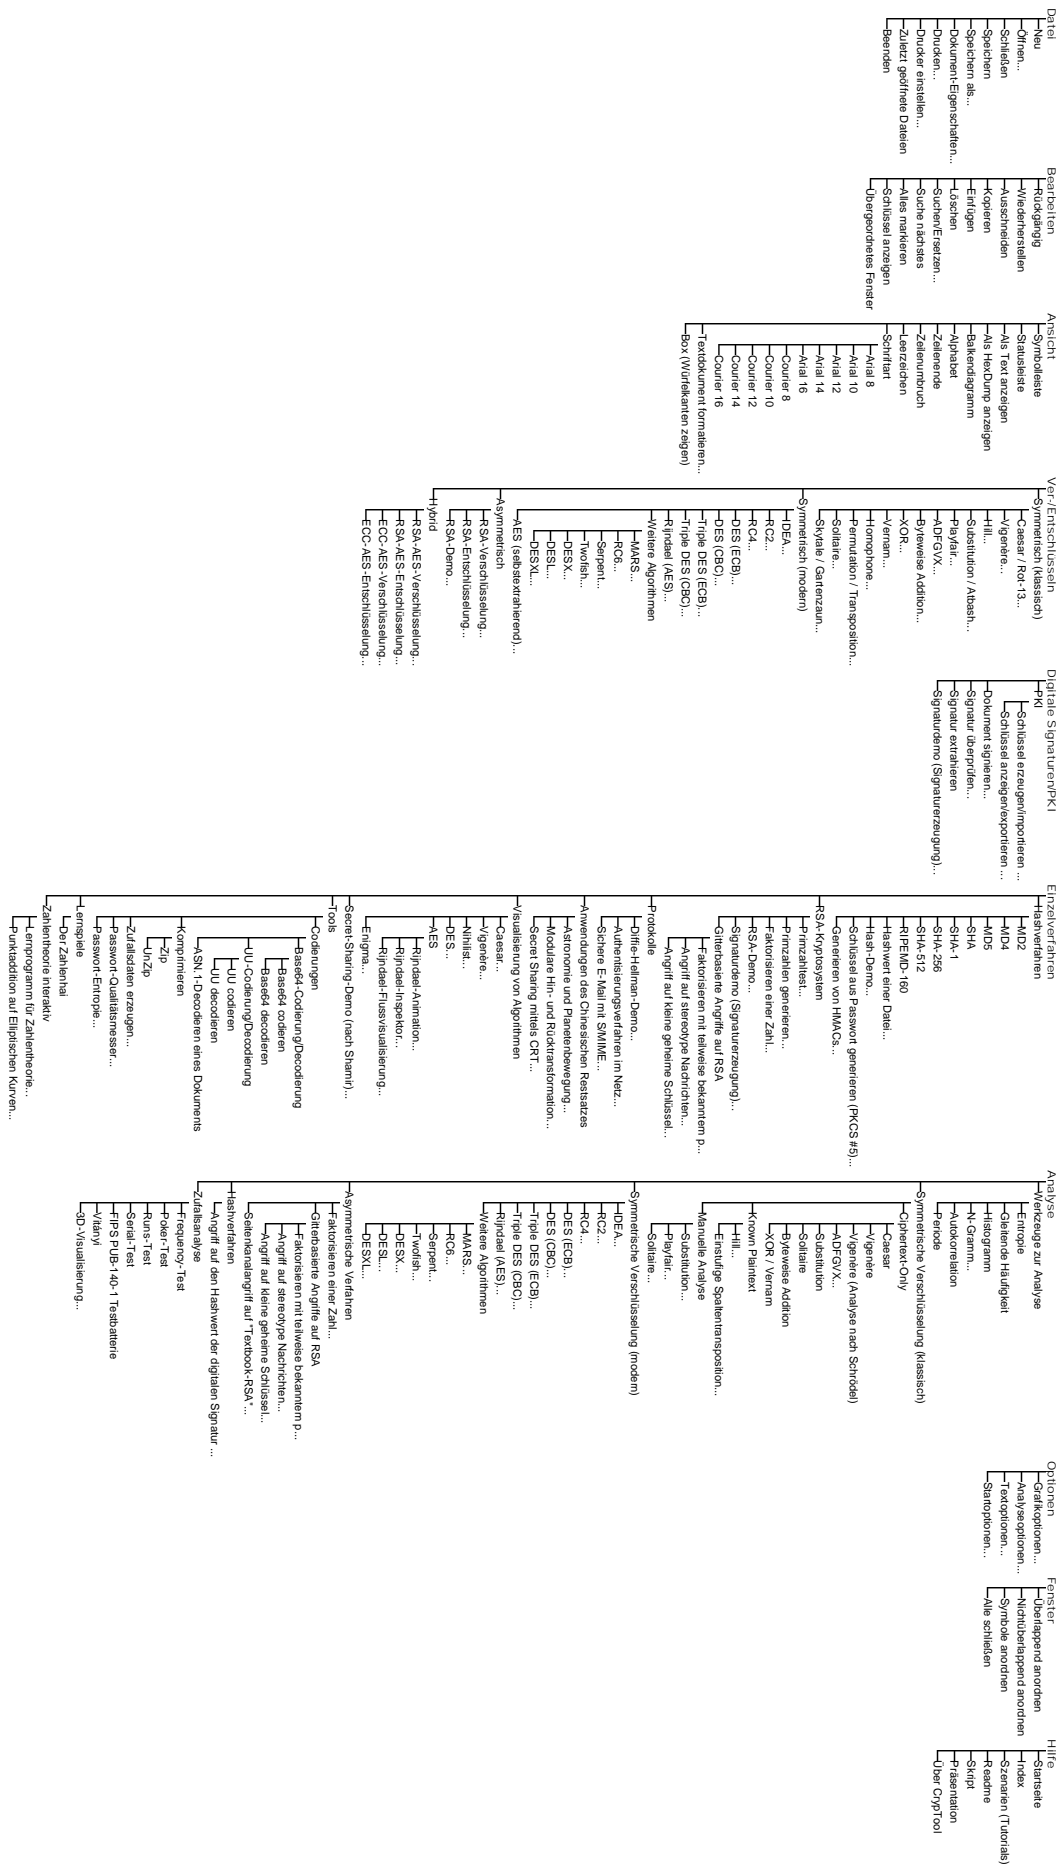 Datei
Neu
Öffnen...
Schließen
Speichern
Speichern als...
Dokument-Eigenschaften...
Drucken...
Drucker einstellen...
Zuletzt geöffnete Dateien
Beenden
Bearbeiten
Rückgängig
Wiederherstellen
Ausschneiden
Kopieren
Einfügen
Löschen
Suchen/Ersetzen...
Suche nächstes
Alles markieren
Schlüssel anzeigen
Übergeordnetes Fenster
Ansicht
Symbolleiste
Statusleiste
Als Text anzeigen
Als HexDump anzeigen
Balkendiagramm
Alphabet
Zeilenende
Zeilenumbruch
Leerzeichen
Schriftart
Arial 8
Arial 10
Arial 12
Arial 14
Arial 16
Courier 8
Courier 10
Courier 12
Courier 14
Courier 16
Textdokument formatieren...
Box (Würfelkanten zeigen)
Ver-/Entschlüsseln
Symmetrisch (klassisch)
Caesar / Rot-13...
Vigenère...
Hill...
Substitution / Atbash...
Playfair...
ADFGVX...
Byteweise Addition...
XOR...
Vernam...
Homophone...
Permutation / Transposition...
Solitaire...
Skytale / Gartenzaun...
Symmetrisch (modern)
IDEA...
RC2...
RC4...
DES (ECB)...
DES (CBC)...
Triple DES (ECB)...
Triple DES (CBC)...
Rijndael (AES)...
Weitere Algorithmen
MARS...
RC6...
Serpent...
Twofish...
DESX...
DESL...
DESXL...
AES (selbstextrahierend)...
Asymmetrisch
RSA-Verschlüsselung...
RSA-Entschlüsselung...
RSA-Demo...
Hybrid
RSA-AES-Verschlüsselung...
RSA-AES-Entschlüsselung...
ECC-AES-Verschlüsselung...
ECC-AES-Entschlüsselung...
Digitale Signaturen/PKI
PKI
Schlüssel erzeugen/importieren ...
Schlüssel anzeigen/exportieren ...
Dokument signieren...
Signatur überprüfen...
Signatur extrahieren
Signaturdemo (Signaturerzeugung)...
Einzelverfahren
Hashverfahren
MD2
MD4
MD5
SHA
SHA-1
SHA-256
SHA-512
RIPEMD-160
Hashwert einer Datei...
Hash-Demo...
Schlüssel aus Passwort generieren (PKCS #5)...
Generieren von HMACs...
RSA-Kryptosystem
Primzahltest...
Primzahlen generieren...
Faktorisieren einer Zahl...
RSA-Demo...
Signaturdemo (Signaturerzeugung)...
Gitterbasierte Angriffe auf RSA
Faktorisieren mit teilweise bekanntem p...
Angriff auf stereotype Nachrichten...
Angriff auf kleine geheime Schlüssel...
Protokolle
Diffie-Hellman-Demo...
Authentisierungsverfahren im Netz...
Sichere E-Mail mit S/MIME...
Anwendungen des Chinesischen Restsatzes
Astronomie und Planetenbewegung...
Modulare Hin- und Rücktransformation...
Secret Sharing mittels CRT...
Visualisierung von Algorithmen
Caesar...
Vigenère...
Nihilist...
DES...
AES
Rijndael-Animation...
Rijndael-Inspektor...
Rijndael-Flussvisualisierung...
Enigma...
Secret-Sharing-Demo (nach Shamir)...
Tools
Codierungen
Base64-Codierung/Decodierung
Base64 codieren
Base64 decodieren
UU-Codierung/Decodierung
UU codieren
UU decodieren
ASN.1-Decodieren eines Dokuments
Komprimieren
Zip
UnZip
Zufallsdaten erzeugen...
Passwort-Qualitätsmesser...
Passwort-Entropie...
Lernspiele
Der Zahlenhai
Zahlentheorie interaktiv
Lernprogramm für Zahlentheorie...
Punktaddition auf Elliptischen Kurven...
Analyse
Werkzeuge zur Analyse
Entropie
Gleitende Häufigkeit
Histogramm
N-Gramm...
Autokorrelation
Periode
Symmetrische Verschlüsselung (klassisch)
Ciphertext-Only
Caesar
Vigenère
Vigenère (Analyse nach Schrödel)
ADFGVX...
Substitution
Solitaire
Byteweise Addition
XOR / Vernam
Known Plaintext
Hill...
Einstufige Spaltentransposition...
Manuelle Analyse
Substitution...
Playfair...
Solitaire...
Symmetrische Verschlüsselung (modern)
IDEA...
RC2...
RC4...
DES (ECB)...
DES (CBC)...
Triple DES (ECB)...
Triple DES (CBC)...
Rijndael (AES)...
Weitere Algorithmen
MARS...
RC6...
Serpent...
Twofish...
DESX...
DESL...
DESXL...
Asymmetrische Verfahren
Faktorisieren einer Zahl...
Gitterbasierte Angriffe auf RSA
Faktorisieren mit teilweise bekanntem p...
Angriff auf stereotype Nachrichten...
Angriff auf kleine geheime Schlüssel...
Seitenkanalangriff auf "Textbook-RSA"...
Hashverfahren
Angriff auf den Hashwert der digitalen Signatur ...
Zufallsanalyse
Frequency-Test
Poker-Test
Runs-Test
Serial-Test
FIPS PUB-140-1 Testbatterie
Vitányi
3D-Visualisierung...
Optionen
Grafikoptionen...
Analyseoptionen...
Textoptionen...
Startoptionen...
Fenster
Überlappend anordnen
Nichtüberlappend anordnen
Symbole anordnen
Alle schließen
Hilfe
Startseite
Index
Szenarien (Tutorials)
Readme
Skript
Präsentation
Über CrypTool